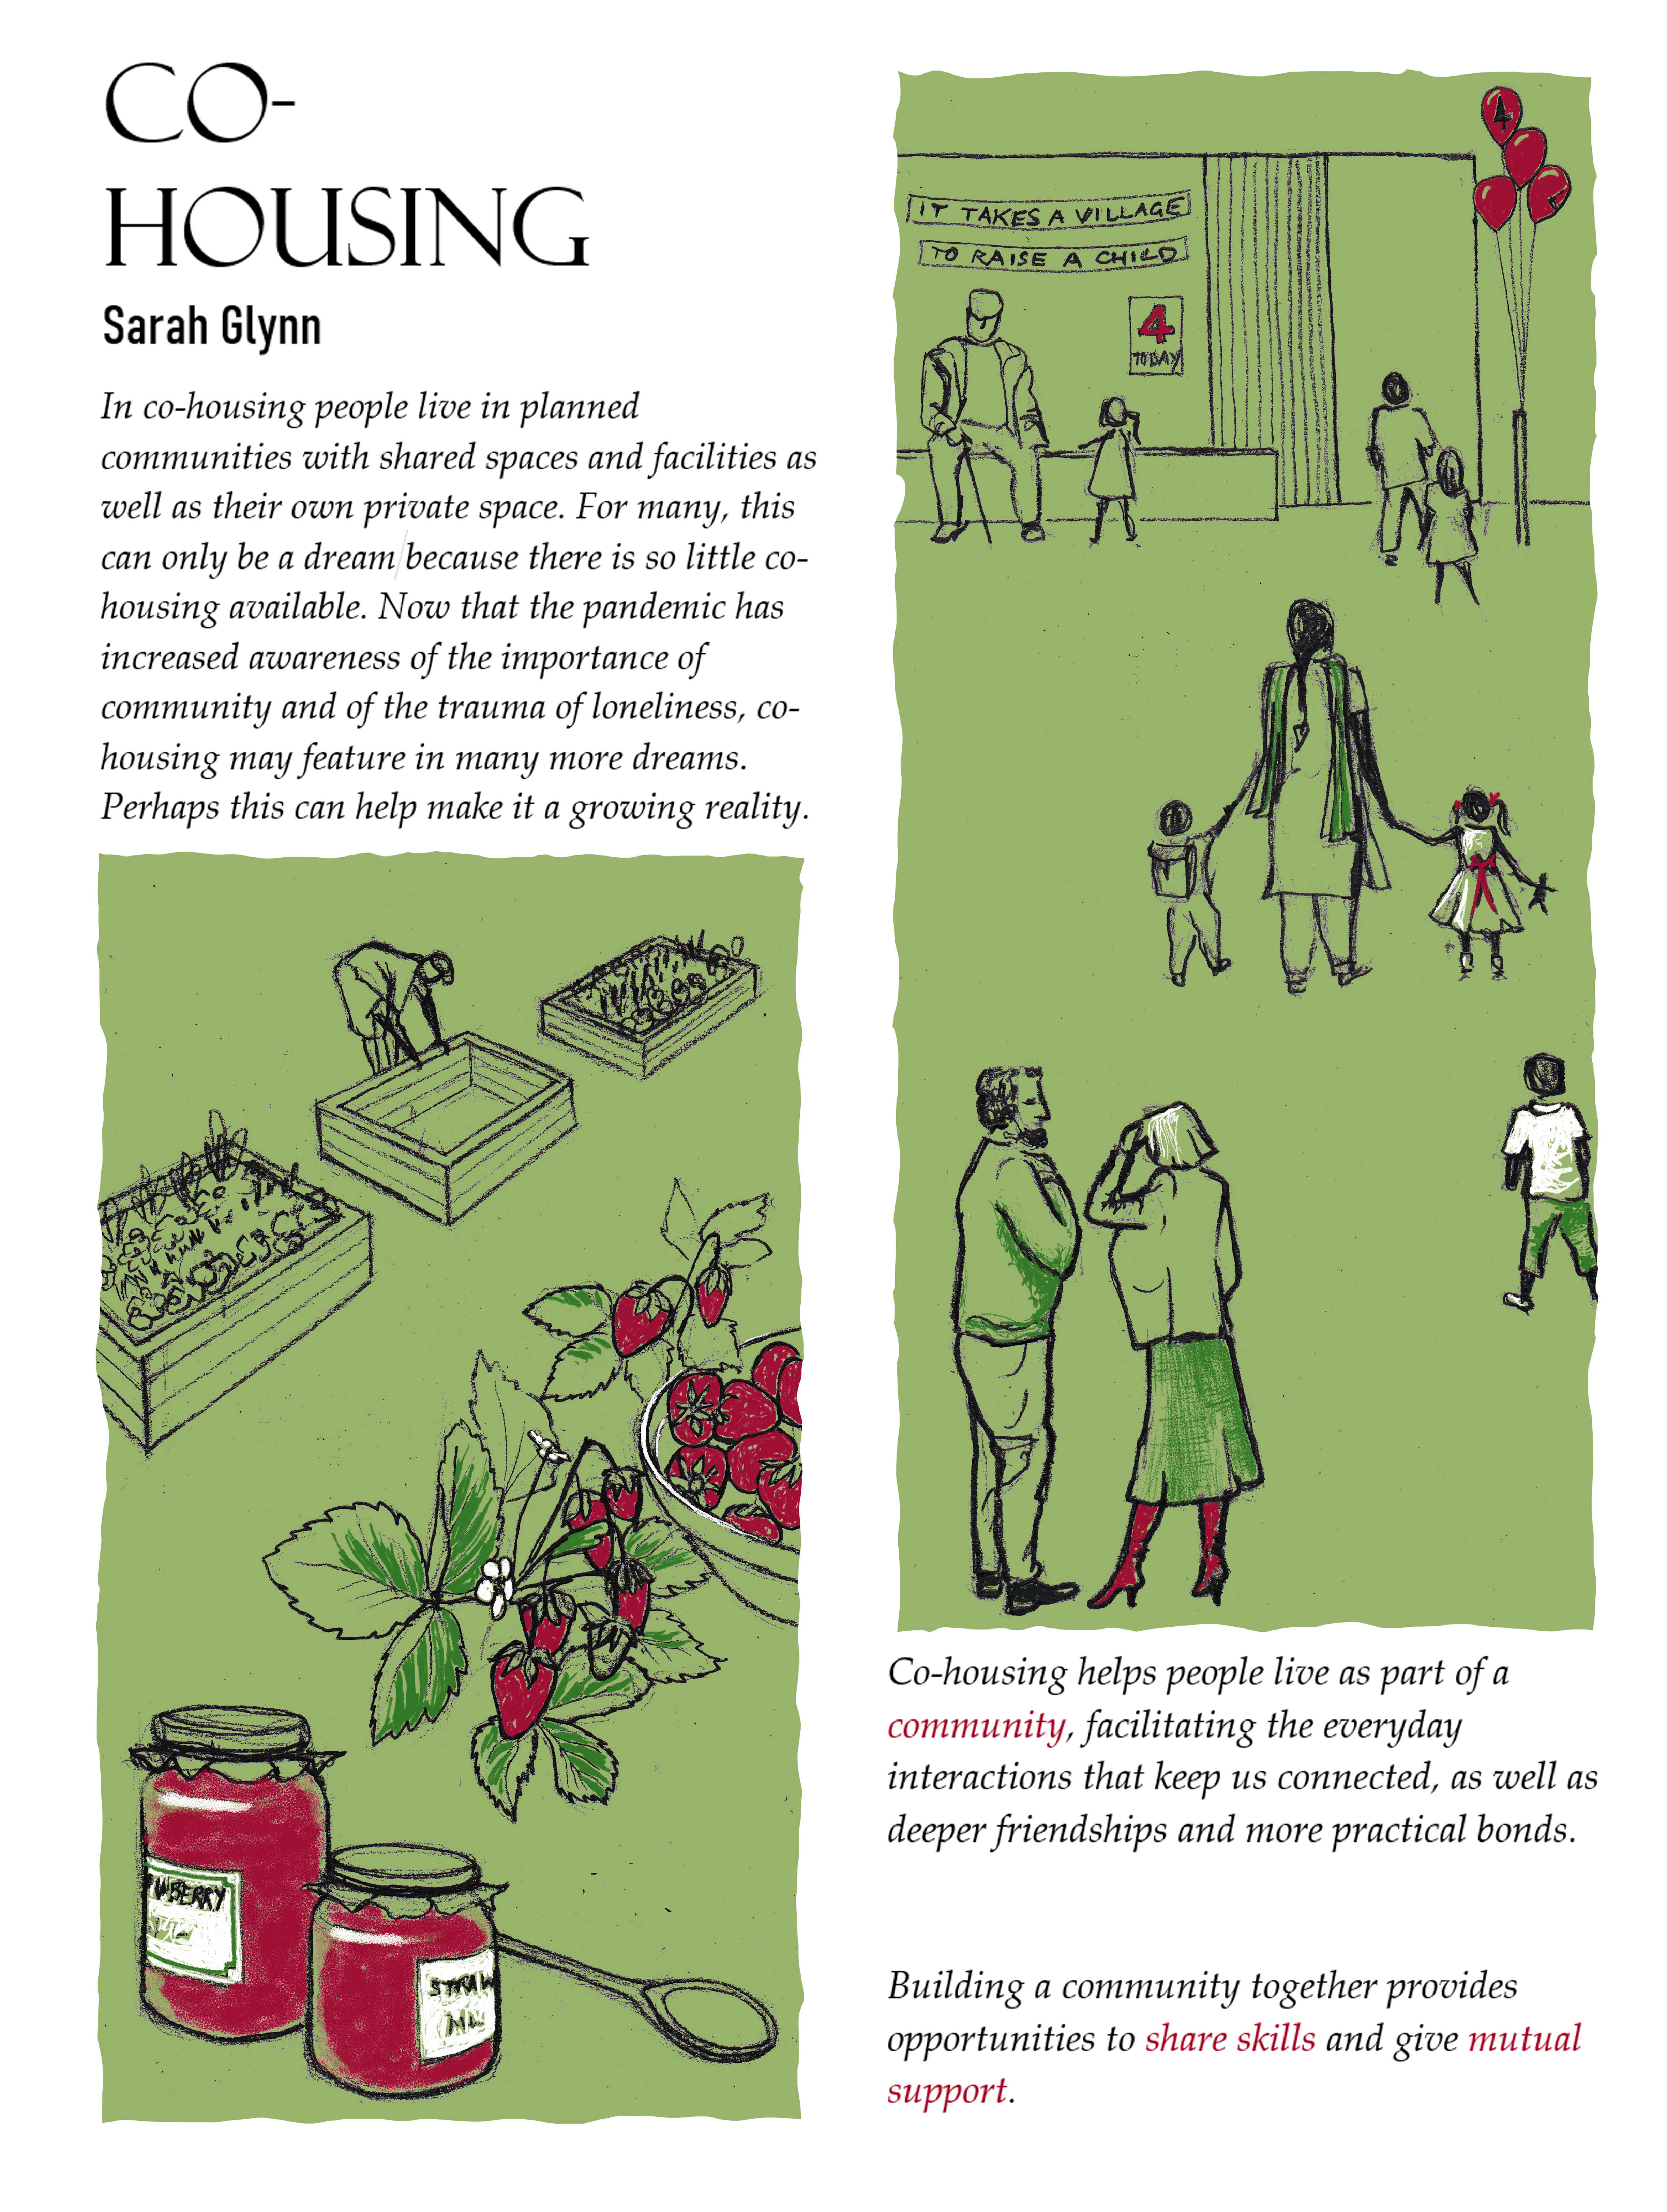 CO-
HOUSING
Sarah Glynn
In co-housing people live in planned
communities with shared spaces and facilities as
well as their own private space. For many, this
can only be a dream because there is so little co-
housing available. Now that the pandemic has
increased awareness of the importance of
community and of the trauma of loneliness, co-
housing may feature in many more dreams.
Perhaps this can help make it a growing reality.
WBERRY
STRAW
4
IT TAKES A VILLAGE
TO RAISE A CHILD
4
TODAY
Co-housing helps people live as part of a
community, facilitating the everyday
interactions that keep us connected, as well as
deeper friendships and more practical bonds.
Building a community together provides
opportunities to share skills and give mutual
support.